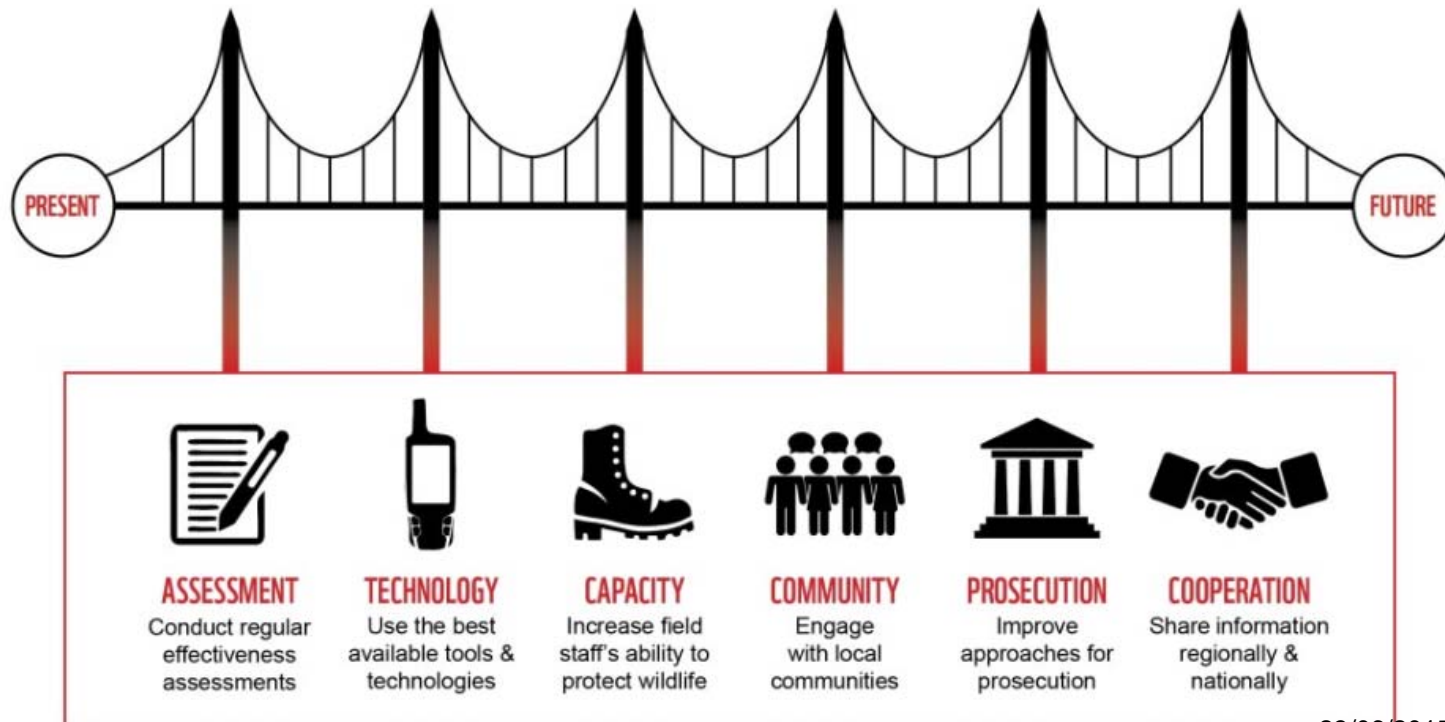 PRESENT
FUTURE
ASSESSMENT
Conduct regular
effectiveness
assessments
TECHNOLOGY
Use the best
available tools &
technologies
CAPACITY
Increase field
staff's ability to
protect wildlife
COMMUNITY
Engage
with local
communities
PROSECUTION
Improve
approaches for
prosecution
COOPERATION
Share information
regionally &
nationally